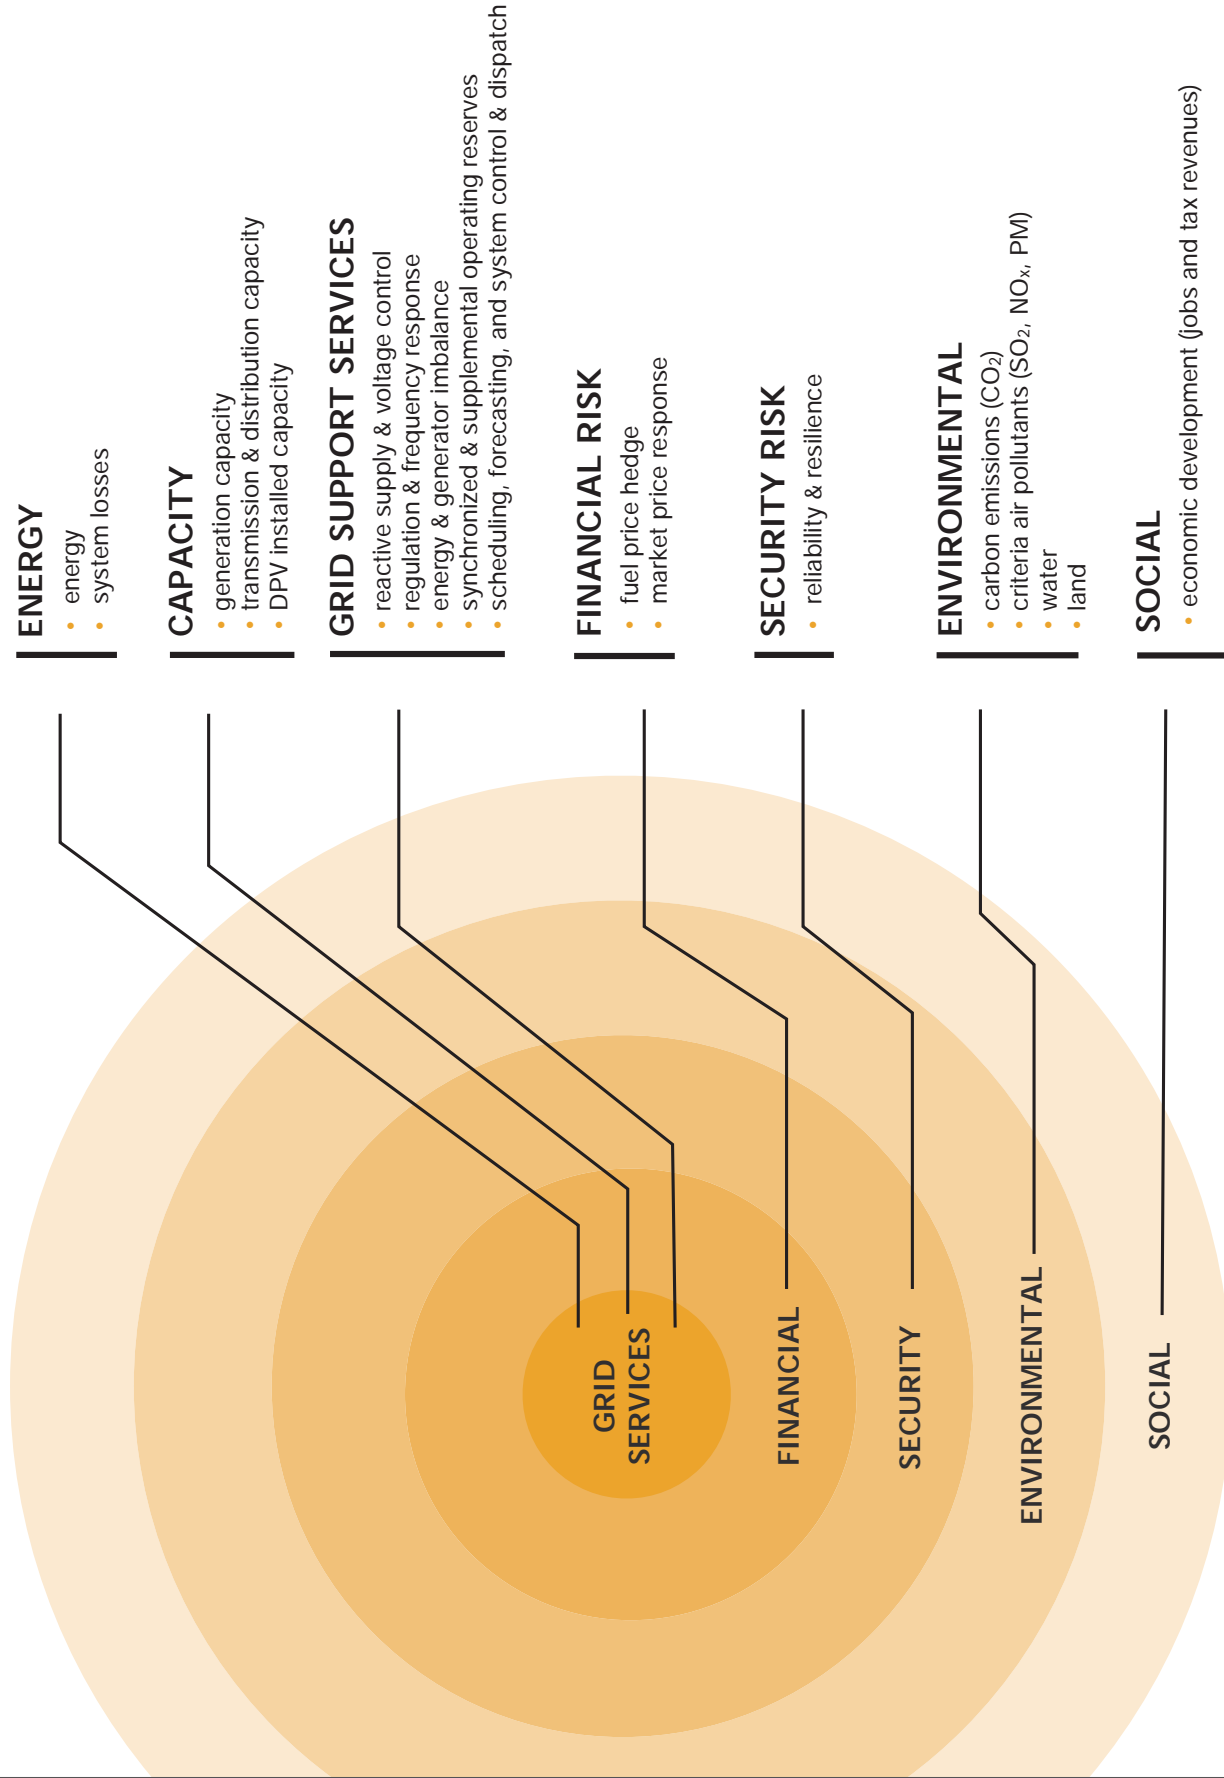 ENERGY
• energy
• system losses
CAPACITY
• generation capacity
• transmission & distribution capacity
• DPV installed capacity
GRID SUPPORT SERVICES
• reactive supply & voltage control
• regulation & frequency response
• energy & generator imbalance
• synchronized & supplemental operating reserves
• scheduling, forecasting, and system control & dispatch
FINANCIAL RISK
• fuel price hedge
• market price response
SECURITY RISK
• reliability & resilience
ENVIRONMENTAL
• carbon emissions (CO₂)
• criteria air pollutants (SO₂, NOₓ, PM)
• water
• land
SOCIAL
• economic development (jobs and tax revenues)
GRID
SERVICES
FINANCIAL
SECURITY
ENVIRONMENTAL
SOCIAL